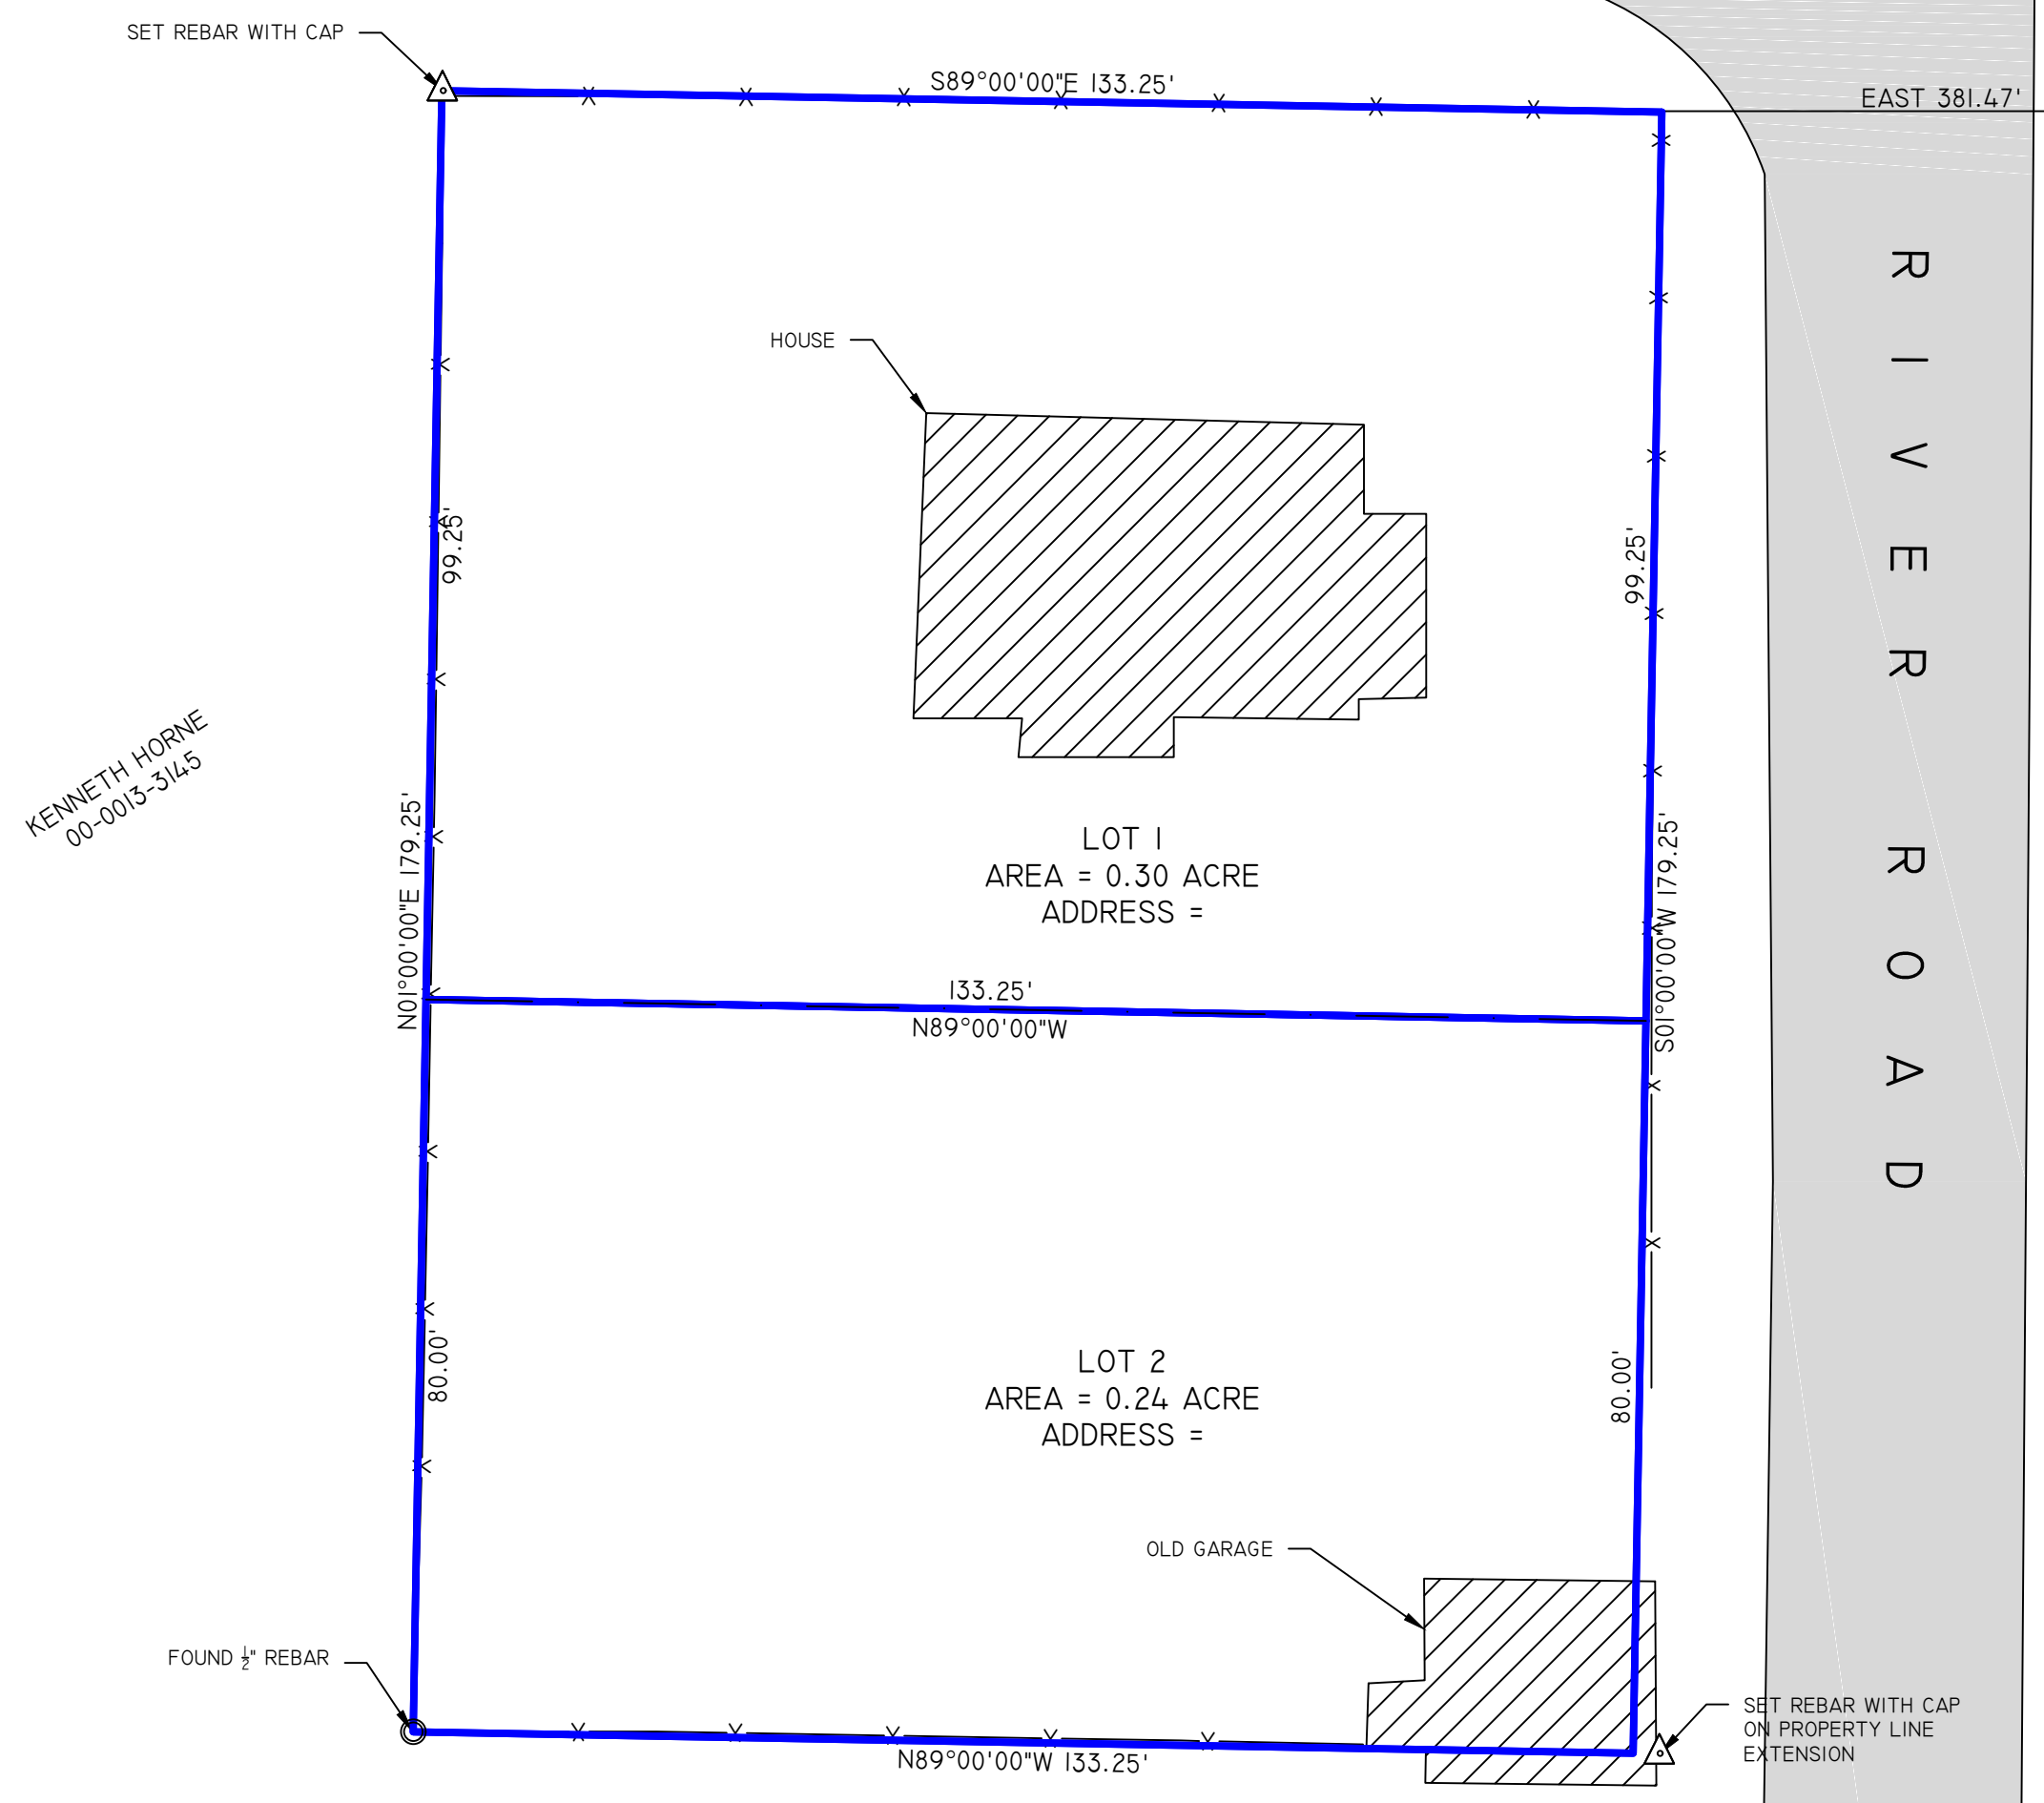 SET REBAR WITH CAP
S89°00'00"E 133.25'
EAST 381.47'
RIVER ROAD
HOUSE
99.25'
99.25'
KENNETH HORNE
00-0013-3145
N01°00'00"E 179.25'
S01°00'00"W 179.25'
LOT 1
AREA = 0.30 ACRE
ADDRESS =
133.25'
N89°00'00"W
80.00'
80.00'
LOT 2
AREA = 0.24 ACRE
ADDRESS =
OLD GARAGE
FOUND ½" REBAR
SET REBAR WITH CAP
ON PROPERTY LINE
EXTENSION
N89°00'00"W 133.25'